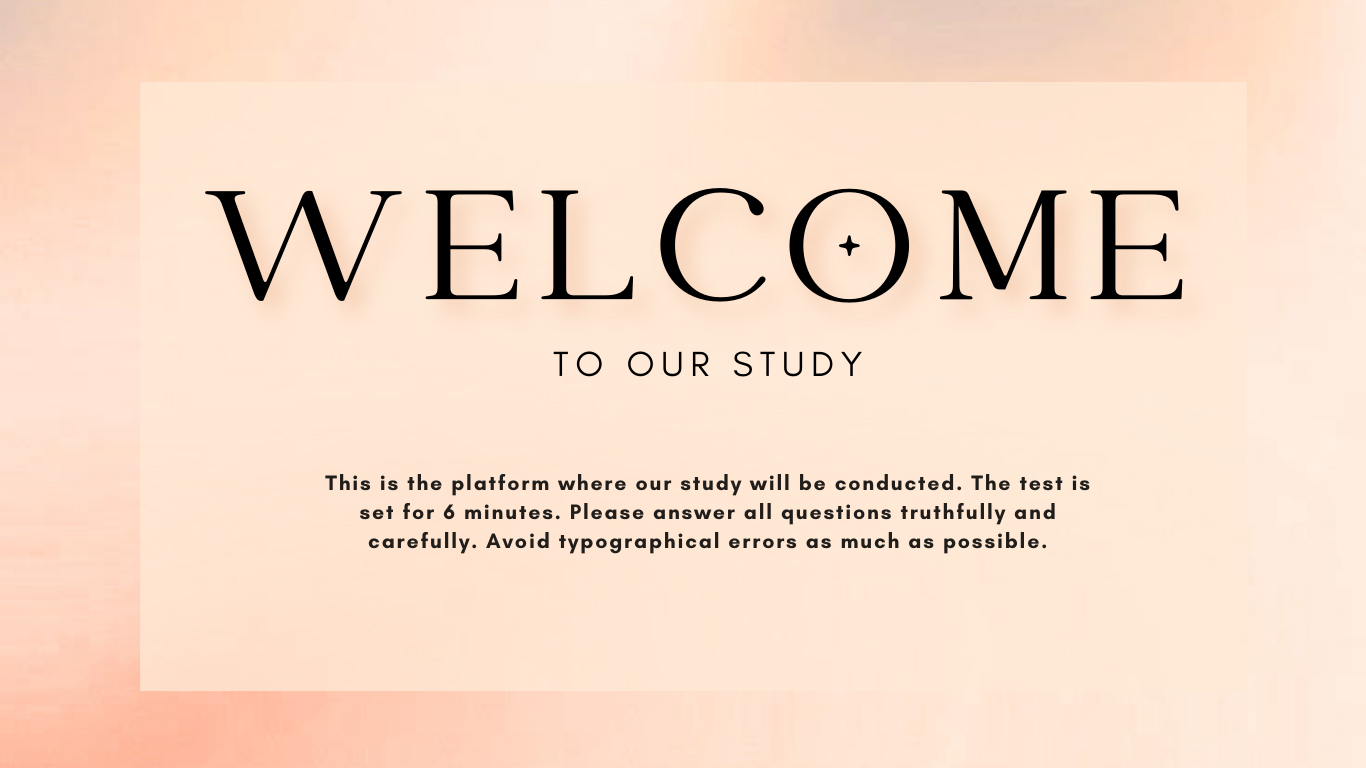 WELCOME
TO OUR STUDY
This is the platform where our study will be conducted. The test is
set for 6 minutes. Please answer all questions truthfully and
carefully. Avoid typographical errors as much as possible.